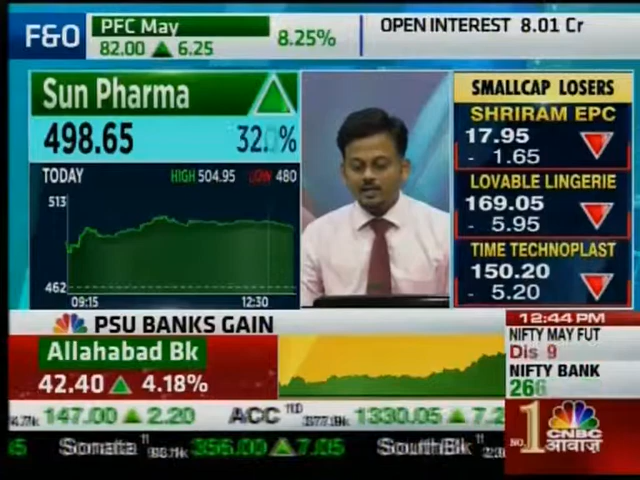 F&O
PFC May
82.00 6.25
8.25%
OPEN INTEREST 8.01 Cr
Sun Pharma
498.65
TODAY
HIGH 504.95
LOW 480
513
462
09:15
12:30
SMALLCAP LOSERS
SHRIRAM EPC
17.95
- 1.65
LOVABLE LINGERIE
169.05
- 5.95
TIME TECHNOPLAST
150.20
- 5.20
PSU BANKS GAIN
Allahabad Bk
42.40 4.18%
12:44 PM
NIFTY MAY FUT
Dis 9
NIFTY BANK
147.00 2.20 ACC 1330.05
Sonata 356.00 7.05 SouthBk
NO. 1 CNBC
आवाज़